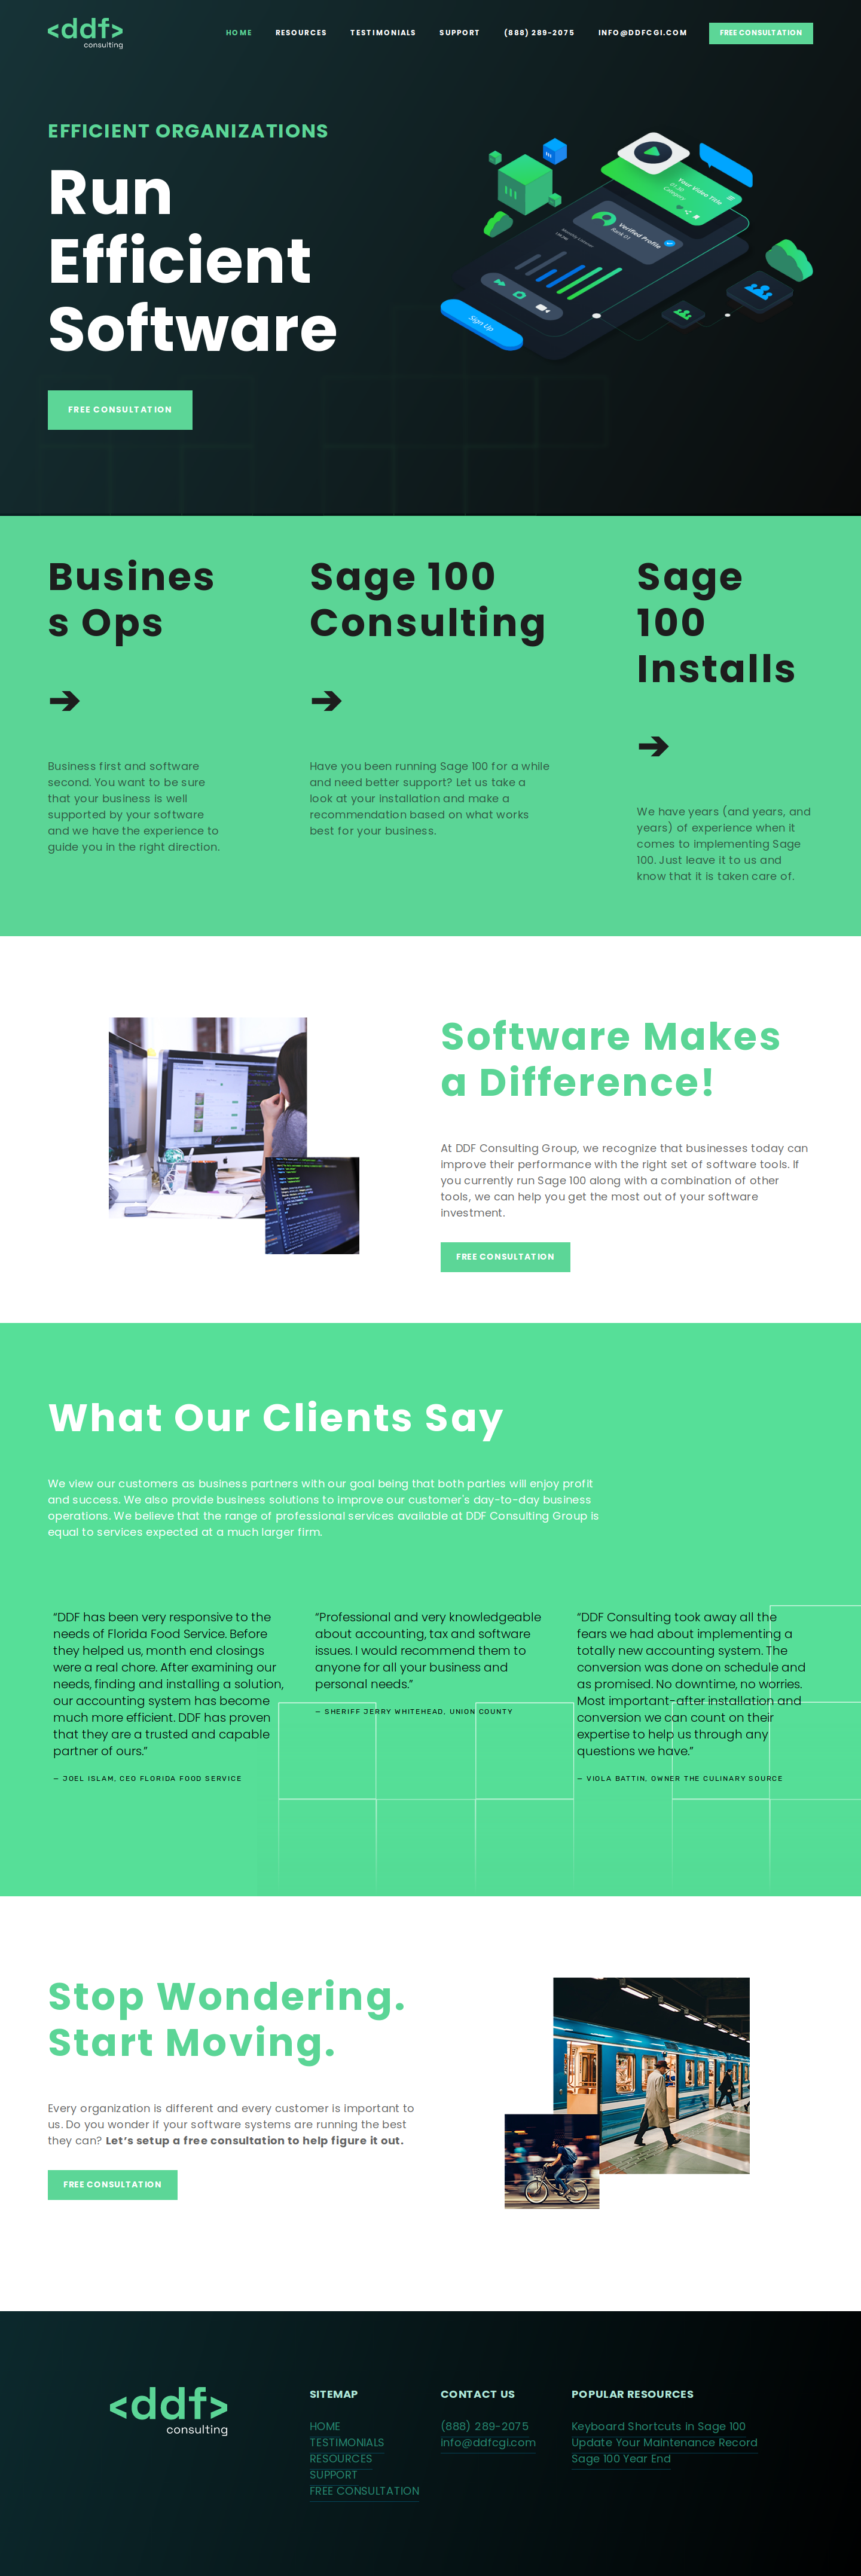 <ddf>
consulting
HOME
RESOURCES
TESTIMONIALS
SUPPORT
(888) 289-2075
INFO@DDFCGI.COM
FREE CONSULTATION
EFFICIENT ORGANIZATIONS
Run
Efficient
Software
FREE CONSULTATION
Your Video Title
Category
Verified Profile
Rank 01
Sign Up
Busines
s Ops
➔
Business first and software
second. You want to be sure
that your business is well
supported by your software
and we have the experience to
guide you in the right direction.
Sage 100
Consulting
➔
Have you been running Sage 100 for a while
and need better support? Let us take a
look at your installation and make a
recommendation based on what works
best for your business.
Sage
100
Installs
➔
We have years (and years, and
years) of experience when it
comes to implementing Sage
100. Just leave it to us and
know that it is taken care of.
Software Makes
a Difference!
At DDF Consulting Group, we recognize that businesses today can
improve their performance with the right set of software tools. If
you currently run Sage 100 along with a combination of other
tools, we can help you get the most out of your software
investment.
FREE CONSULTATION
What Our Clients Say
We view our customers as business partners with our goal being that both parties will enjoy profit
and success. We also provide business solutions to improve our customer's day-to-day business
operations. We believe that the range of professional services available at DDF Consulting Group is
equal to services expected at a much larger firm.
“DDF has been very responsive to the
needs of Florida Food Service. Before
they helped us, month end closings
were a real chore. After examining our
needs, finding and installing a solution,
our accounting system has become
much more efficient. DDF has proven
that they are a trusted and capable
partner of ours.”
— JOEL ISLAM, CEO FLORIDA FOOD SERVICE
“Professional and very knowledgeable
about accounting, tax and software
issues. I would recommend them to
anyone for all your business and
personal needs.”
— SHERIFF JERRY WHITEHEAD, UNION COUNTY
“DDF Consulting took away all the
fears we had about implementing a
totally new accounting system. The
conversion was done on schedule and
as promised. No downtime, no worries.
Most important-after installation and
conversion we can count on their
expertise to help us through any
questions we have.”
— VIOLA BATTIN, OWNER THE CULINARY SOURCE
Stop Wondering.
Start Moving.
Every organization is different and every customer is important to
us. Do you wonder if your software systems are running the best
they can? Let’s setup a free consultation to help figure it out.
FREE CONSULTATION
<ddf>
consulting
SITEMAP
HOME
TESTIMONIALS
RESOURCES
SUPPORT
FREE CONSULTATION
CONTACT US
(888) 289-2075
info@ddfcgi.com
POPULAR RESOURCES
Keyboard Shortcuts in Sage 100
Update Your Maintenance Record
Sage 100 Year End